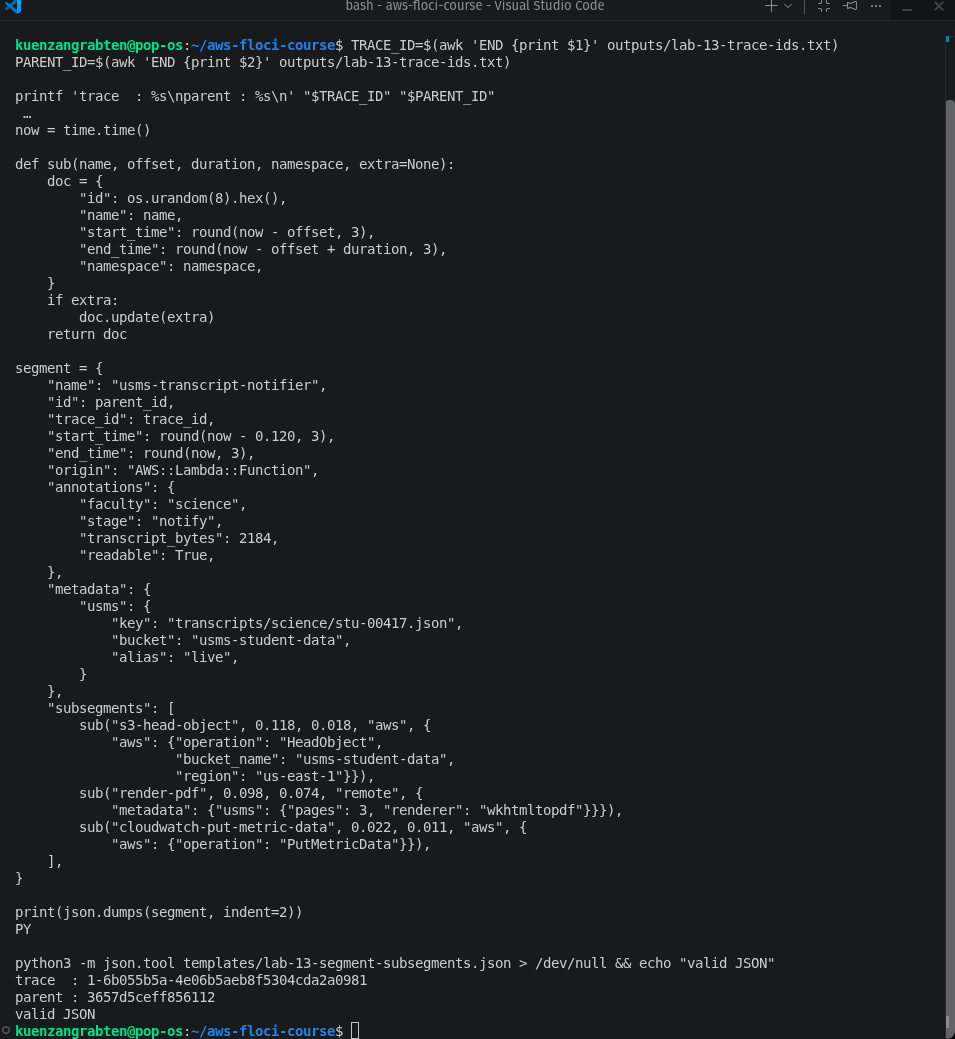 bash - aws-floci-course - Visual Studio Code
kuenzangrabten@pop-os:~/aws-floci-course$ TRACE_ID=$(awk 'END {print $1}' outputs/lab-13-trace-ids.txt)
PARENT_ID=$(awk 'END {print $2}' outputs/lab-13-trace-ids.txt)

printf 'trace  : %s\nparent : %s\n' "$TRACE_ID" "$PARENT_ID"
 …
now = time.time()

def sub(name, offset, duration, namespace, extra=None):
    doc = {
        "id": os.urandom(8).hex(),
        "name": name,
        "start_time": round(now - offset, 3),
        "end_time": round(now - offset + duration, 3),
        "namespace": namespace,
    }
    if extra:
        doc.update(extra)
    return doc

segment = {
    "name": "usms-transcript-notifier",
    "id": parent_id,
    "trace_id": trace_id,
    "start_time": round(now - 0.120, 3),
    "end_time": round(now, 3),
    "origin": "AWS::Lambda::Function",
    "annotations": {
        "faculty": "science",
        "stage": "notify",
        "transcript_bytes": 2184,
        "readable": True,
    },
    "metadata": {
        "usms": {
            "key": "transcripts/science/stu-00417.json",
            "bucket": "usms-student-data",
            "alias": "live",
        }
    },
    "subsegments": [
        sub("s3-head-object", 0.118, 0.018, "aws", {
            "aws": {"operation": "HeadObject",
                    "bucket_name": "usms-student-data",
                    "region": "us-east-1"}}),
        sub("render-pdf", 0.098, 0.074, "remote", {
            "metadata": {"usms": {"pages": 3, "renderer": "wkhtmltopdf"}}}),
        sub("cloudwatch-put-metric-data", 0.022, 0.011, "aws", {
            "aws": {"operation": "PutMetricData"}}),
    ],
}

print(json.dumps(segment, indent=2))
PY

python3 -m json.tool templates/lab-13-segment-subsegments.json > /dev/null && echo "valid JSON"
trace  : 1-6b055b5a-4e06b5aeb8f5304cda2a0981
parent : 3657d5ceff856112
valid JSON
kuenzangrabten@pop-os:~/aws-floci-course$